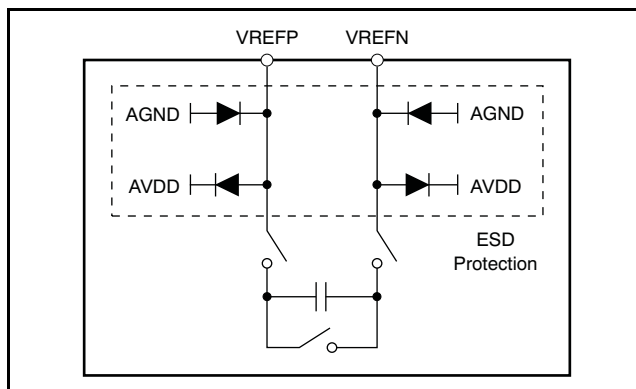 VREFP VREFN
AGND AGND
AVDD AVDD
ESD
Protection